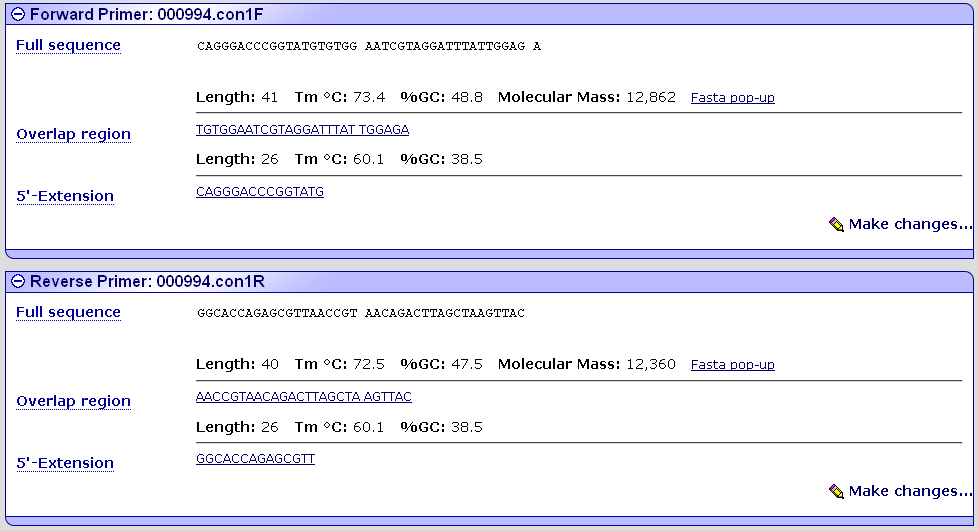 Forward Primer: 000994.con1F
Full sequence CAGGGACCCGGTATGTGTGG AATCGTAGGATTTATTGGAG A
Length: 41 Tm °C: 73.4 %GC: 48.8 Molecular Mass: 12,862 Fasta pop-up
Overlap region TGTGGAATCGTAGGATTTAT TGGAGA
Length: 26 Tm °C: 60.1 %GC: 38.5
5'-Extension CAGGGACCCGGTATG
Make changes...
Reverse Primer: 000994.con1R
Full sequence GGCACCAGAGCGTTAACCGT AACAGACTTAGCTAAGTTAC
Length: 40 Tm °C: 72.5 %GC: 47.5 Molecular Mass: 12,360 Fasta pop-up
Overlap region AACCGTAACAGACTTAGCTA AGTTAC
Length: 26 Tm °C: 60.1 %GC: 38.5
5'-Extension GGCACCAGAGCGTT
Make changes...